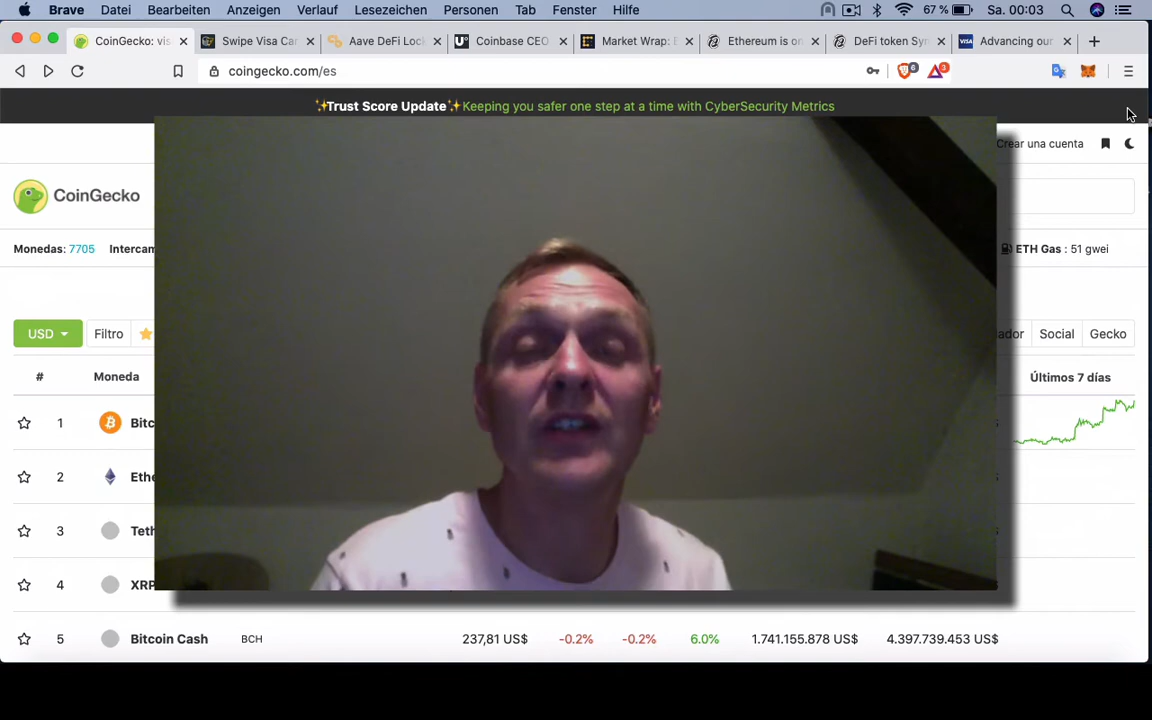 Brave Datei Bearbeiten Anzeigen Verlauf Lesezeichen Personen Tab Fenster Hilfe 67 % Sa. 00:03
CoinGecko: vis Swipe Visa Car Aave DeFi Lock Coinbase CEO Market Wrap: Ethereum is on DeFi token Syn Advancing our
coingecko.com/es 6 3
Trust Score Update Keeping you safer one step at a time with CyberSecurity Metrics
Crear una cuenta
CoinGecko
Monedas: 7705 Intercam ETH Gas : 51 gwei
USD Filtro ador Social Gecko
# Moneda Últimos 7 días
1 Bitc
2 Ethe
3 Teth
4 XRP
5 Bitcoin Cash BCH 237,81 US$ -0.2% -0.2% 6.0% 1.741.155.878 US$ 4.397.739.453 US$